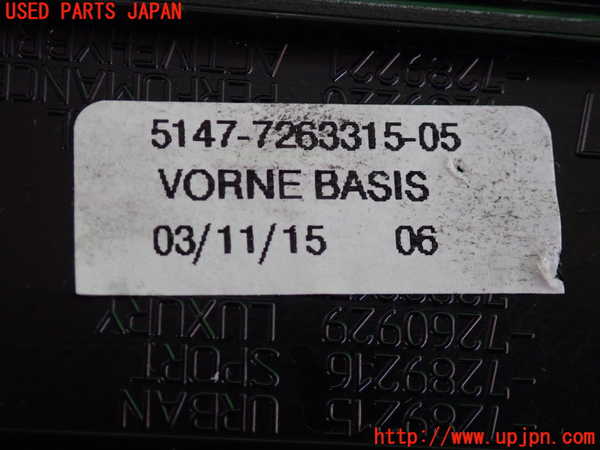 USED PARTS JAPAN
ACTIVEHYBRID
-7289221
PERFORMANCE
5147-7263315-05
VORNE BASIS
03/11/15 06
LUXURY
-7260929
SPORT
-7289216
URBAN
-7289215
http://www.upjpn.com